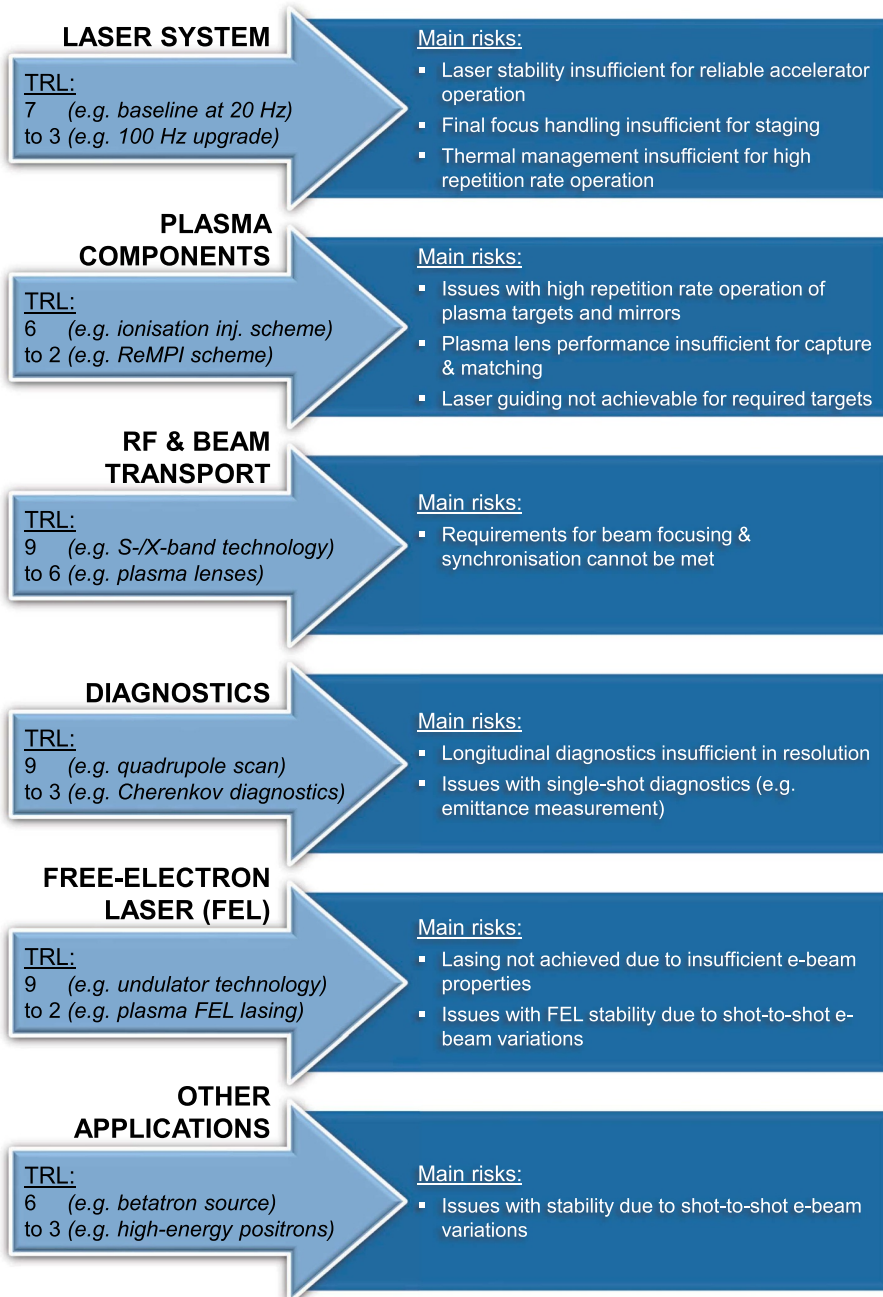 LASER SYSTEM
TRL:
7 (e.g. baseline at 20 Hz)
to 3 (e.g. 100 Hz upgrade)
Main risks:
▪ Laser stability insufficient for reliable accelerator
operation
▪ Final focus handling insufficient for staging
▪ Thermal management insufficient for high
repetition rate operation
PLASMA
COMPONENTS
TRL:
6 (e.g. ionisation inj. scheme)
to 2 (e.g. ReMPI scheme)
Main risks:
▪ Issues with high repetition rate operation of
plasma targets and mirrors
▪ Plasma lens performance insufficient for capture
& matching
▪ Laser guiding not achievable for required targets
RF & BEAM
TRANSPORT
TRL:
9 (e.g. S-/X-band technology)
to 6 (e.g. plasma lenses)
Main risks:
▪ Requirements for beam focusing &
synchronisation cannot be met
DIAGNOSTICS
TRL:
9 (e.g. quadrupole scan)
to 3 (e.g. Cherenkov diagnostics)
Main risks:
▪ Longitudinal diagnostics insufficient in resolution
▪ Issues with single-shot diagnostics (e.g.
emittance measurement)
FREE-ELECTRON
LASER (FEL)
TRL:
9 (e.g. undulator technology)
to 2 (e.g. plasma FEL lasing)
Main risks:
▪ Lasing not achieved due to insufficient e-beam
properties
▪ Issues with FEL stability due to shot-to-shot e-
beam variations
OTHER
APPLICATIONS
TRL:
6 (e.g. betatron source)
to 3 (e.g. high-energy positrons)
Main risks:
▪ Issues with stability due to shot-to-shot e-beam
variations